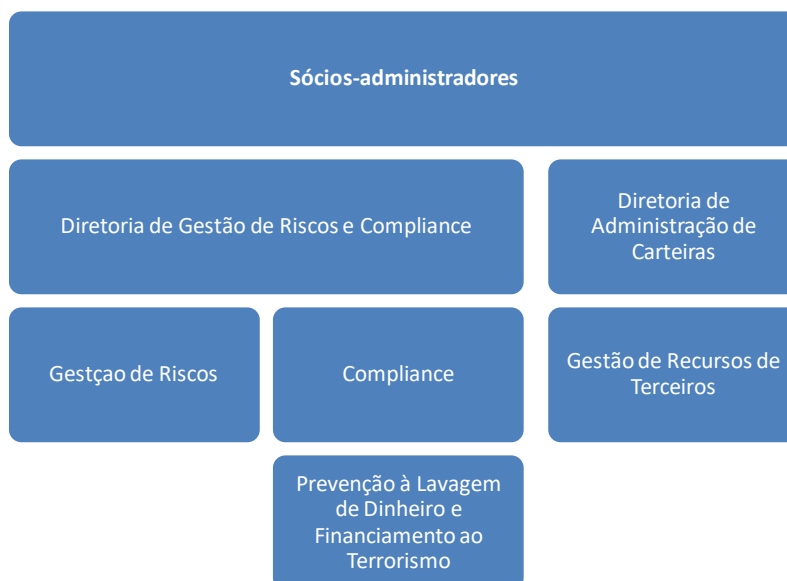 Sócios-administradores
Diretoria de Gestão de Riscos e Compliance
Diretoria de
Administração de
Carteiras
Gestçao de Riscos
Compliance
Gestão de Recursos de
Terceiros
Prevenção à Lavagem
de Dinheiro e
Financiamento ao
Terrorismo